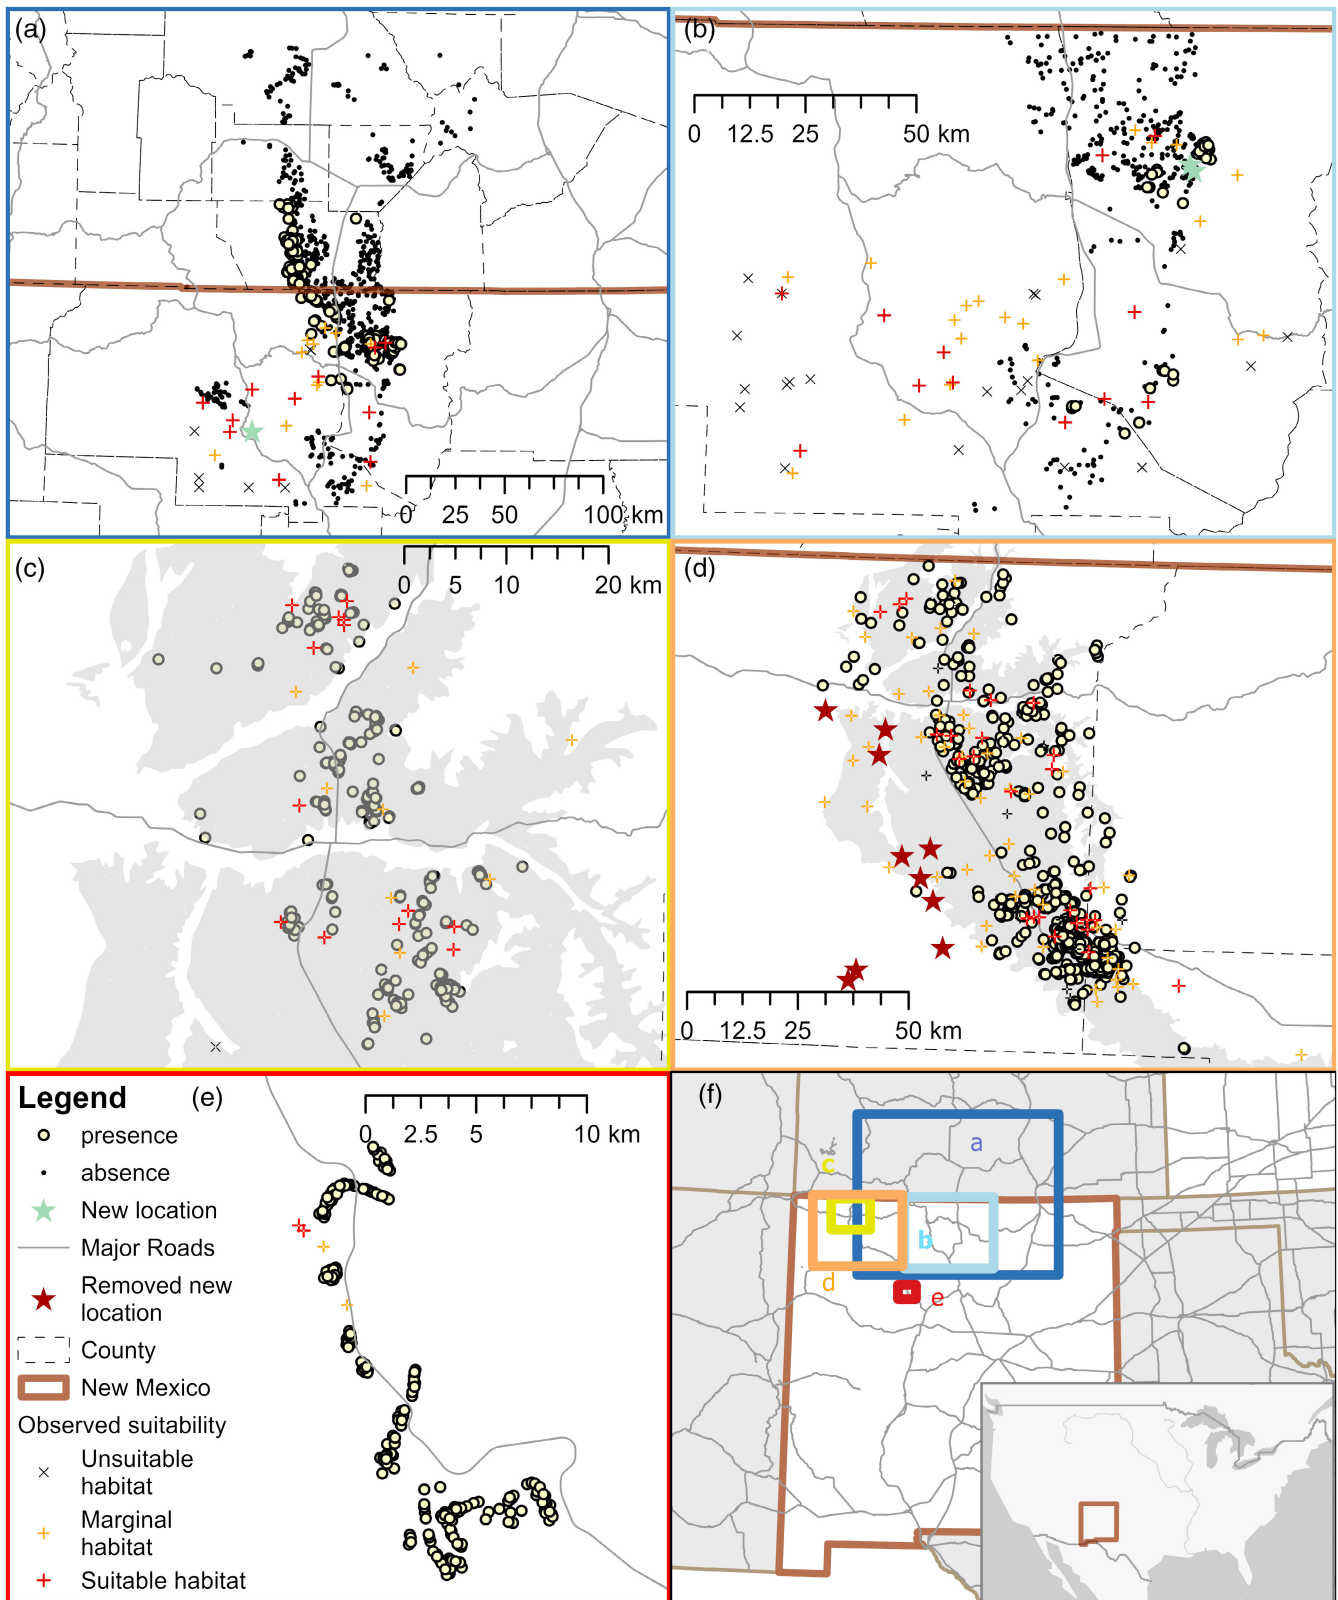 (a)
0 25 50 100 km
(b)
0 12.5 25 50 km
(c)
0 5 10 20 km
(d)
0 12.5 25 50 km
Legend
presence
absence
New location
Major Roads
Removed new
location
County
New Mexico
Observed suitability
Unsuitable
habitat
Marginal
habitat
Suitable habitat
(e)
0 2.5 5 10 km
(f)
a
c
b
d
e